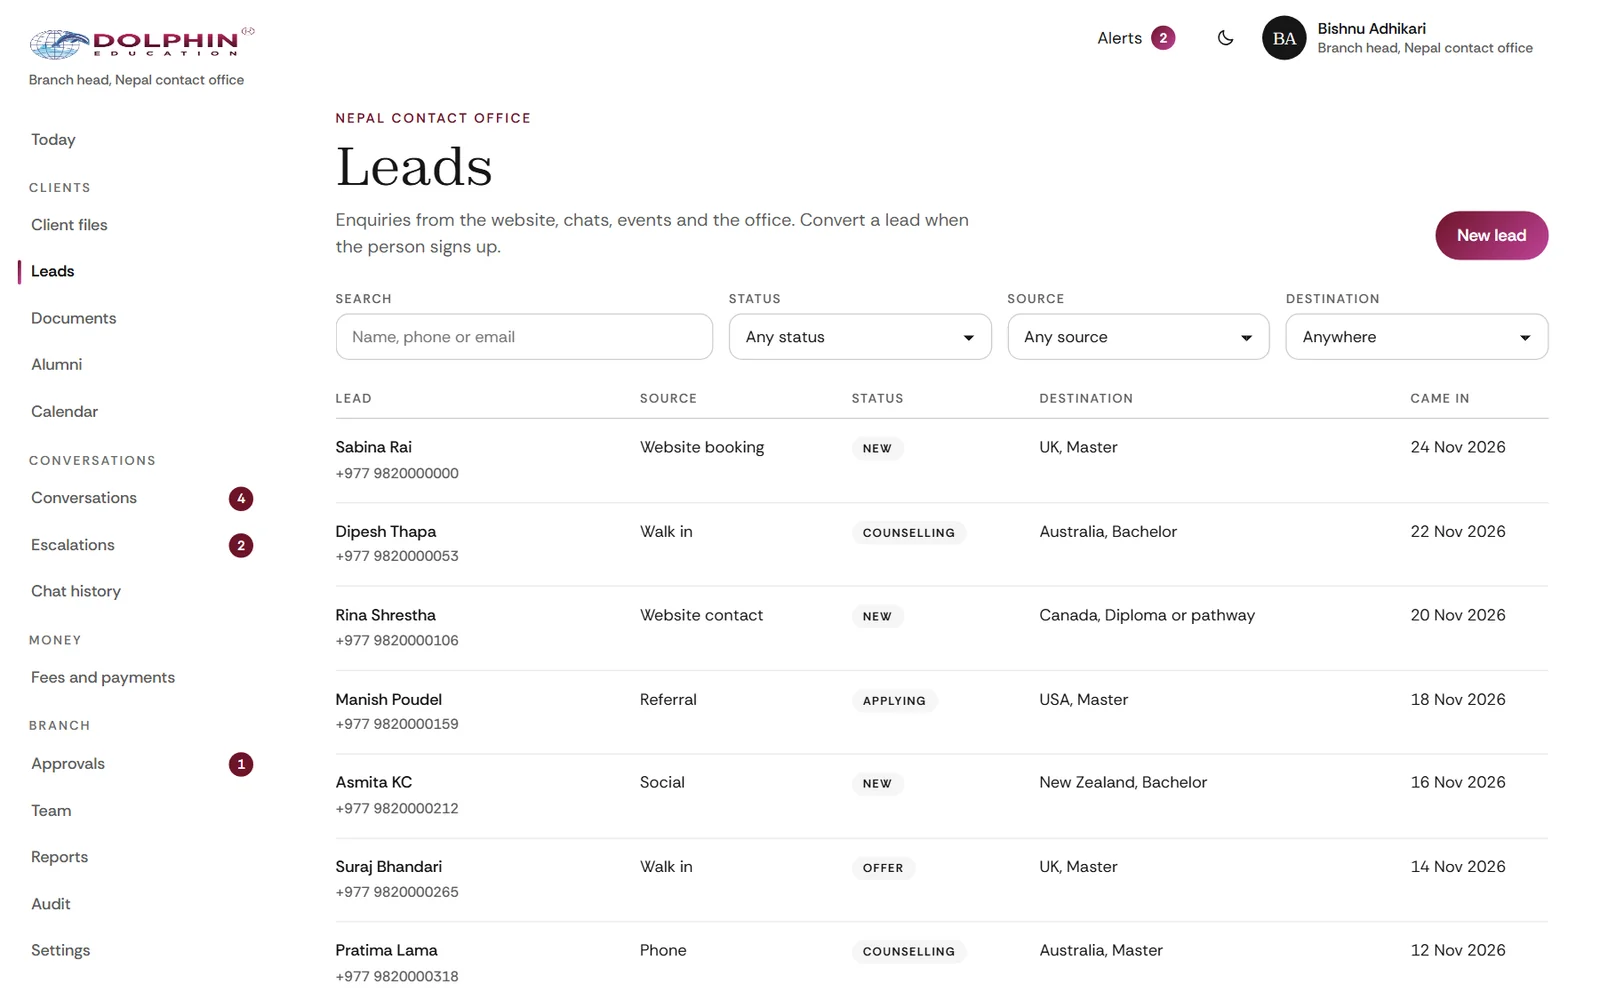 DOLPHIN
EDUCATION
Branch head, Nepal contact office
Alerts 2
BA
Bishnu Adhikari
Branch head, Nepal contact office
Today
CLIENTS
Client files
Leads
Documents
Alumni
Calendar
CONVERSATIONS
Conversations 4
Escalations 2
Chat history
MONEY
Fees and payments
BRANCH
Approvals 1
Team
Reports
Audit
Settings
NEPAL CONTACT OFFICE
Leads
Enquiries from the website, chats, events and the office. Convert a lead when
the person signs up.
New lead
SEARCH STATUS SOURCE DESTINATION
Name, phone or email Any status Any source Anywhere
LEAD SOURCE STATUS DESTINATION CAME IN
Sabina Rai Website booking NEW UK, Master 24 Nov 2026
+977 9820000000
Dipesh Thapa Walk in COUNSELLING Australia, Bachelor 22 Nov 2026
+977 9820000053
Rina Shrestha Website contact NEW Canada, Diploma or pathway 20 Nov 2026
+977 9820000106
Manish Poudel Referral APPLYING USA, Master 18 Nov 2026
+977 9820000159
Asmita KC Social NEW New Zealand, Bachelor 16 Nov 2026
+977 9820000212
Suraj Bhandari Walk in OFFER UK, Master 14 Nov 2026
+977 9820000265
Pratima Lama Phone COUNSELLING Australia, Master 12 Nov 2026
+977 9820000318